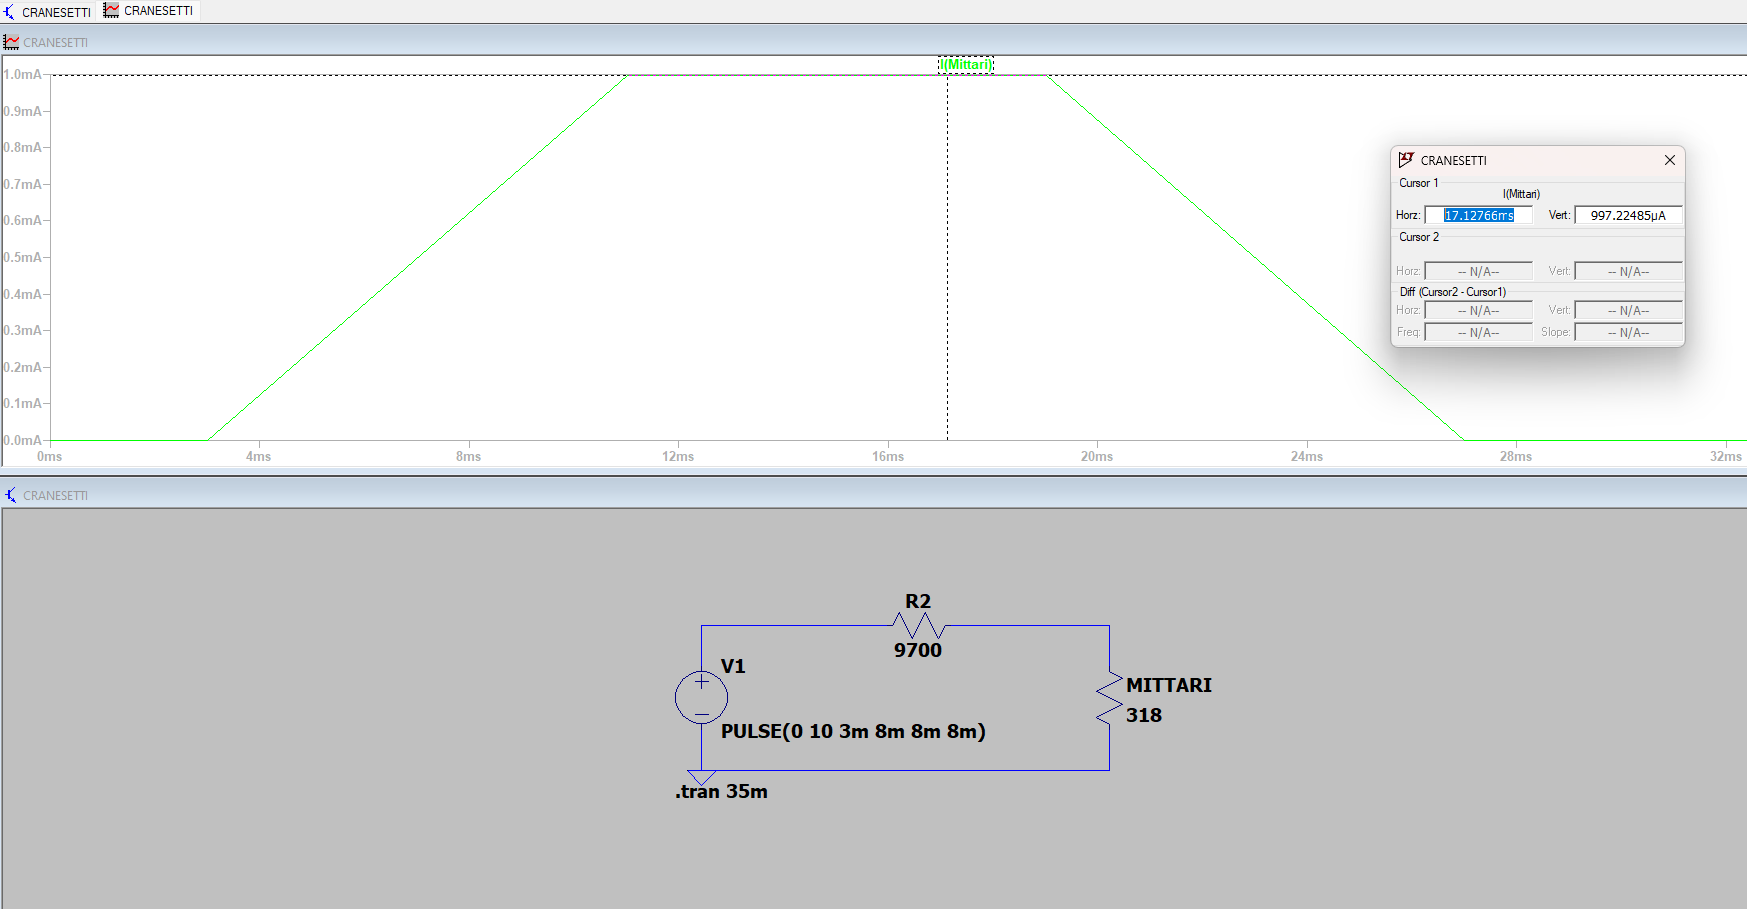 CRANESETTI CRANESETTI
CRANESETTI
I(Mittari)
1.0mA
0.9mA
0.8mA
0.7mA
0.6mA
0.5mA
0.4mA
0.3mA
0.2mA
0.1mA
0.0mA
0ms 4ms 8ms 12ms 16ms 20ms 24ms 28ms 32ms
CRANESETTI
Cursor 1
I(Mittari)
Horz: 17.12766ms Vert: 997.22485µA
Cursor 2
Horz: -- N/A-- Vert: -- N/A--
Diff (Cursor2 - Cursor1)
Horz: -- N/A-- Vert: -- N/A--
Freq: -- N/A-- Slope: -- N/A--
CRANESETTI
R2
9700
V1
MITTARI
318
PULSE(0 10 3m 8m 8m 8m)
.tran 35m